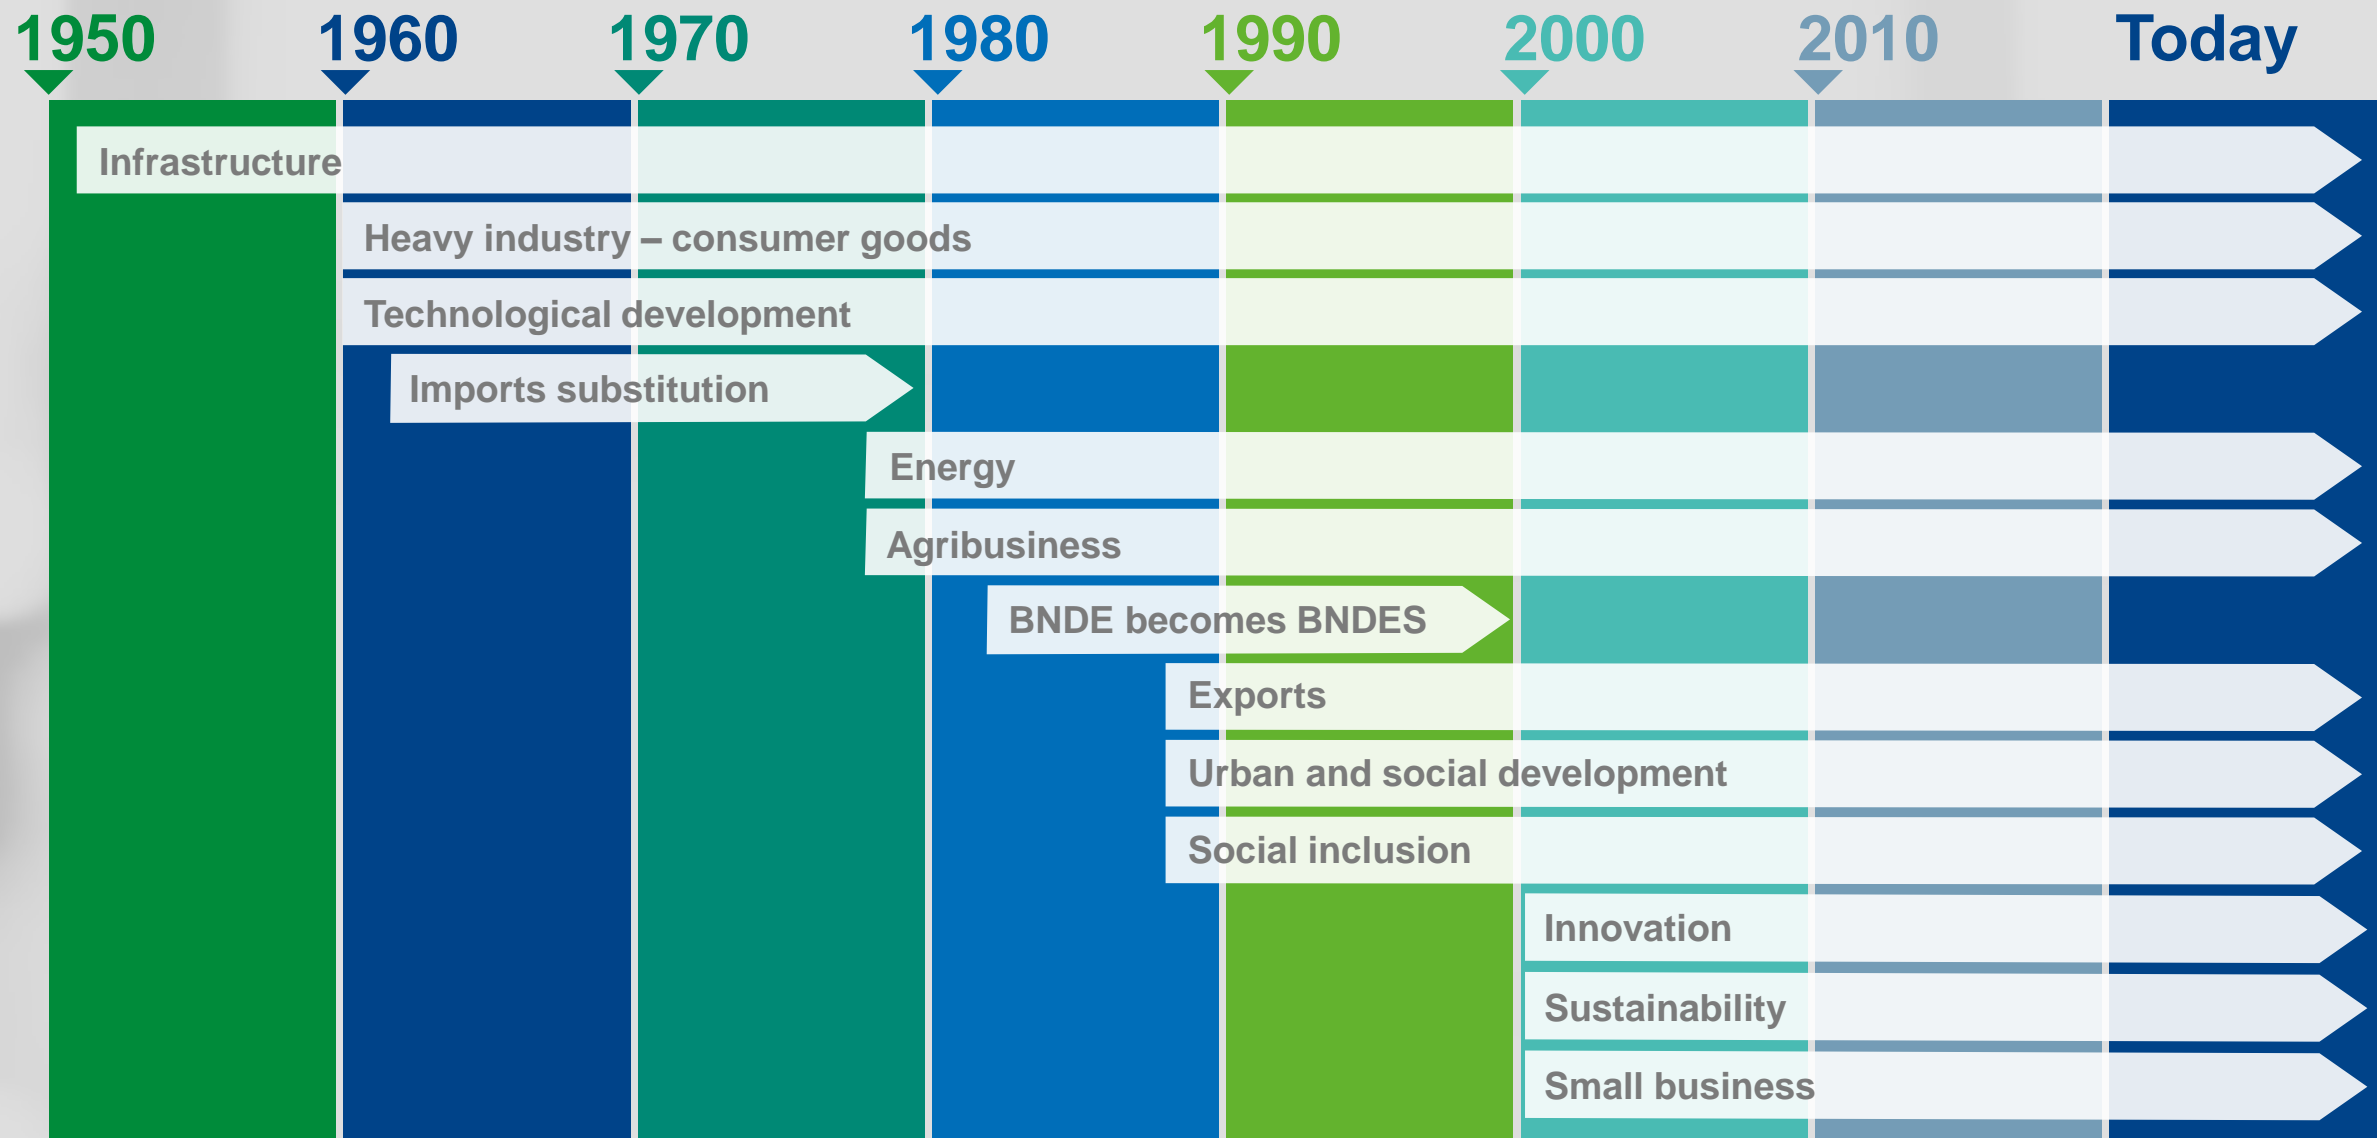 1950 1960 1970 1980 1990 2000 2010 Today
Infrastructure
Heavy industry – consumer goods
Technological development
Imports substitution
Energy
Agribusiness
BNDE becomes BNDES
Exports
Urban and social development
Social inclusion
Innovation
Sustainability
Small business